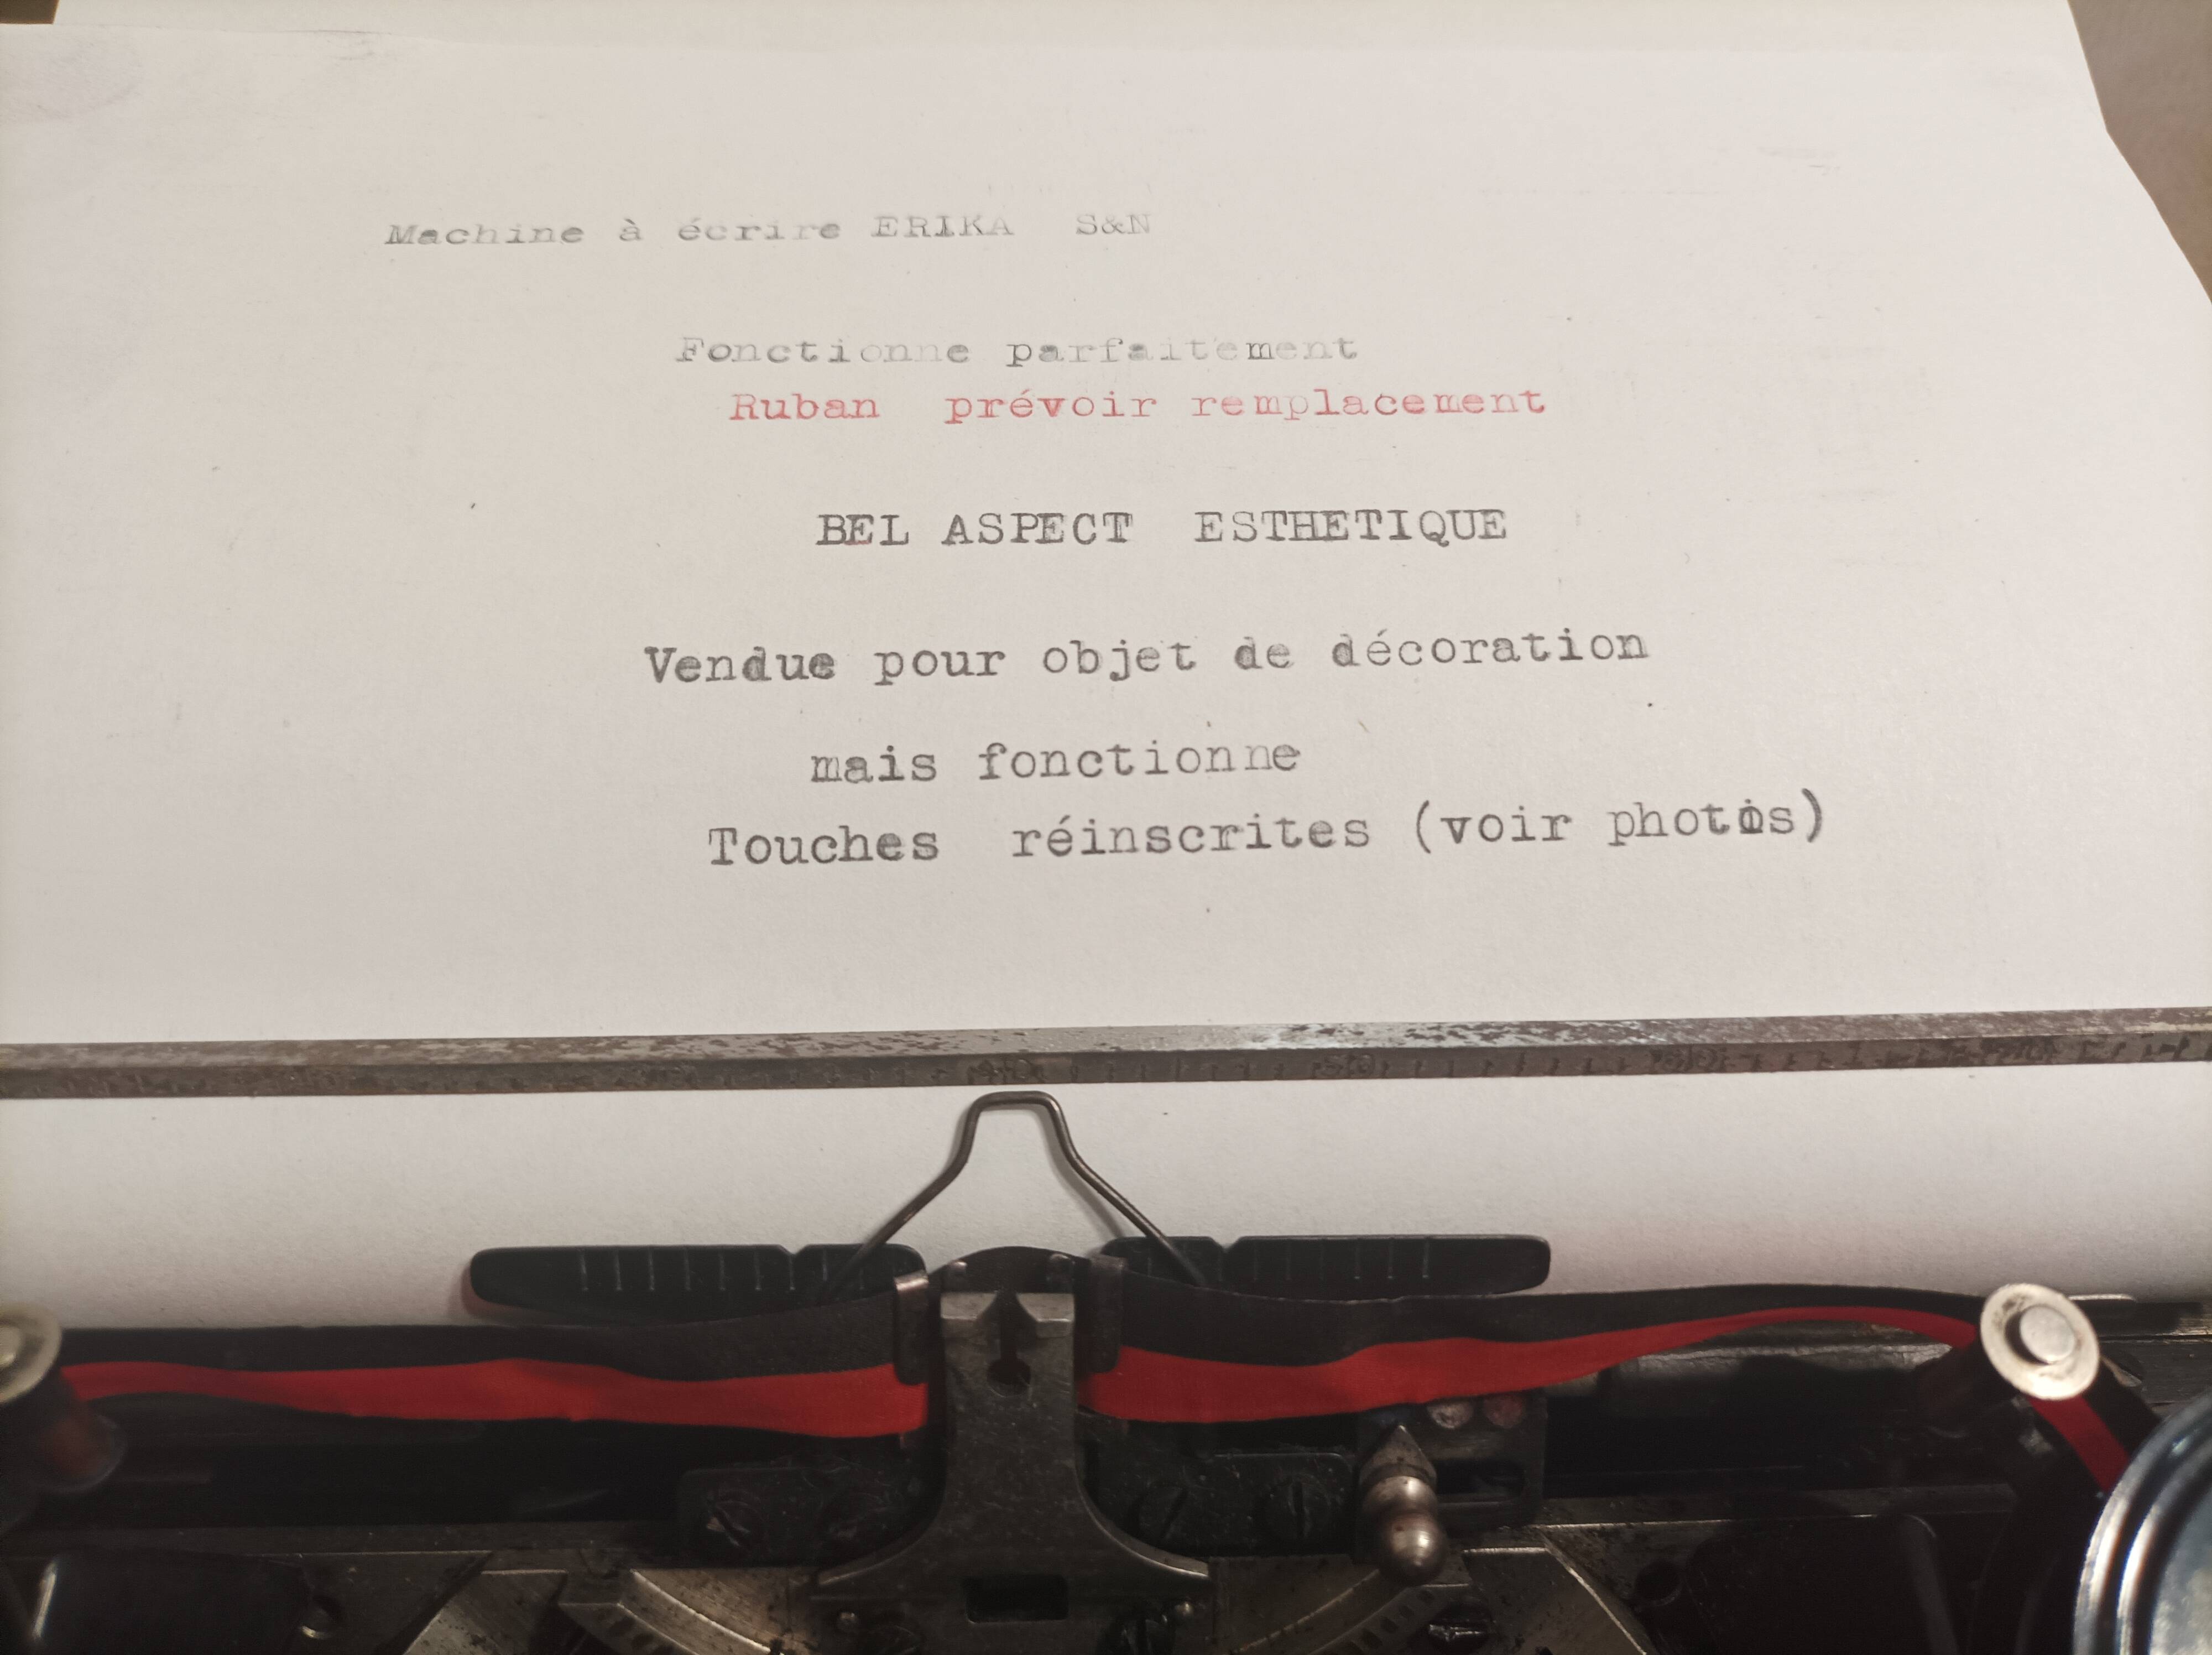 Machine à écrire ERIKA S&N
Fonctionne parfaitement
Ruban prévoir remplacement
BEL ASPECT ESTHETIQUE
Vendue pour objet de décoration
mais fonctionne
Touches réinscrites (voir photos)